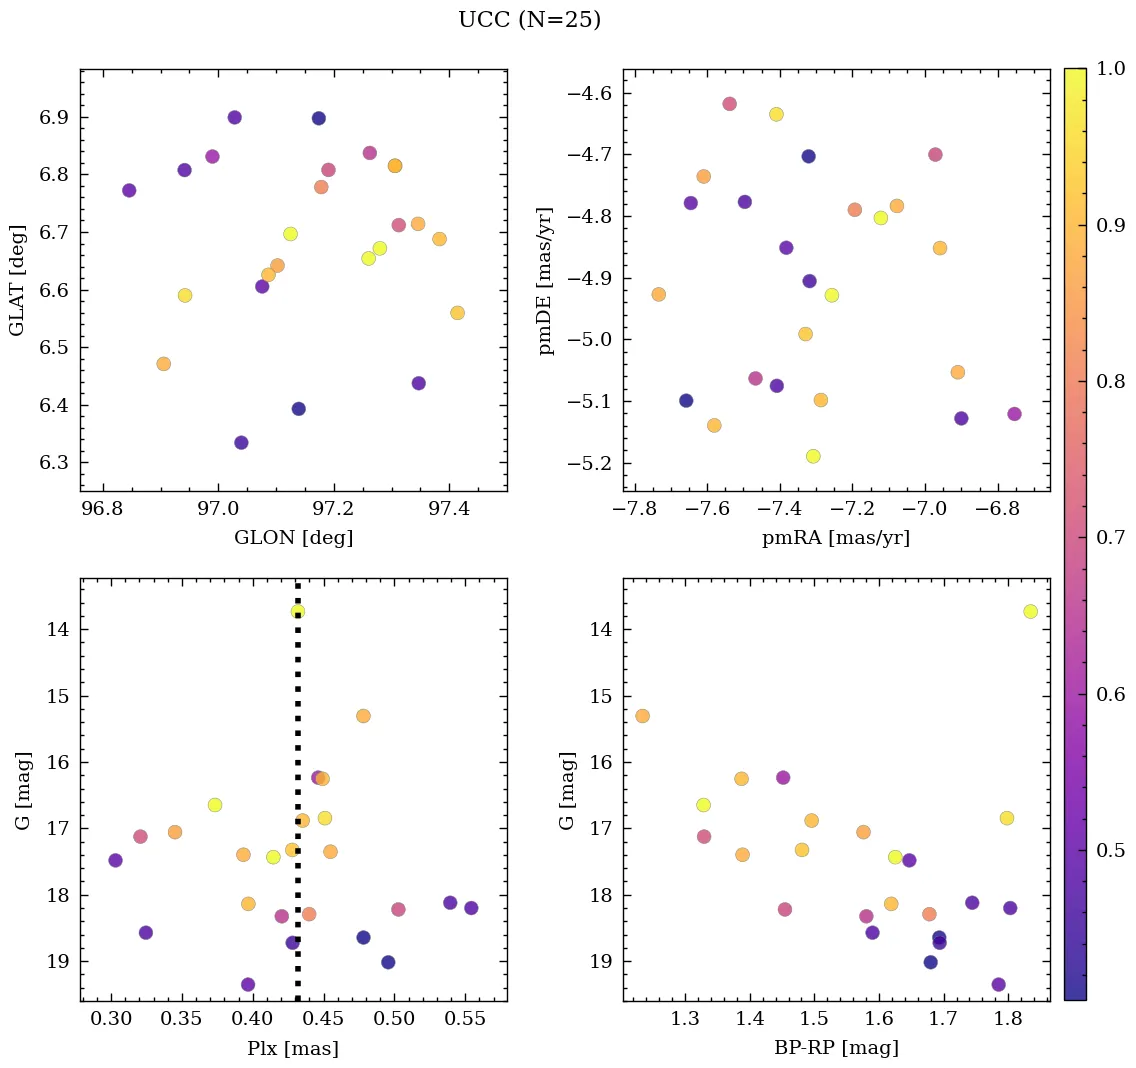 UCC (N=25)
6.9
6.8
6.7
6.6
6.5
6.4
6.3
GLAT [deg]
96.8 97.0 97.2 97.4
GLON [deg]
−4.6
−4.7
−4.8
−4.9
−5.0
−5.1
−5.2
pmDE [mas/yr]
−7.8 −7.6 −7.4 −7.2 −7.0 −6.8
pmRA [mas/yr]
14
15
16
17
18
19
G [mag]
0.30 0.35 0.40 0.45 0.50 0.55
Plx [mas]
14
15
16
17
18
19
G [mag]
1.3 1.4 1.5 1.6 1.7 1.8
BP-RP [mag]
1.0
0.9
0.8
0.7
0.6
0.5